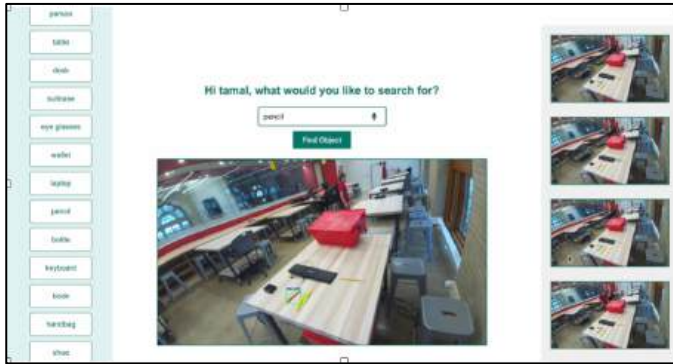 person
table
desk
suitcase
eye glasses
wallet
laptop
pencil
bottle
keyboard
book
handbag
shoe
Hi tamal, what would you like to search for?
pencil
Find Object